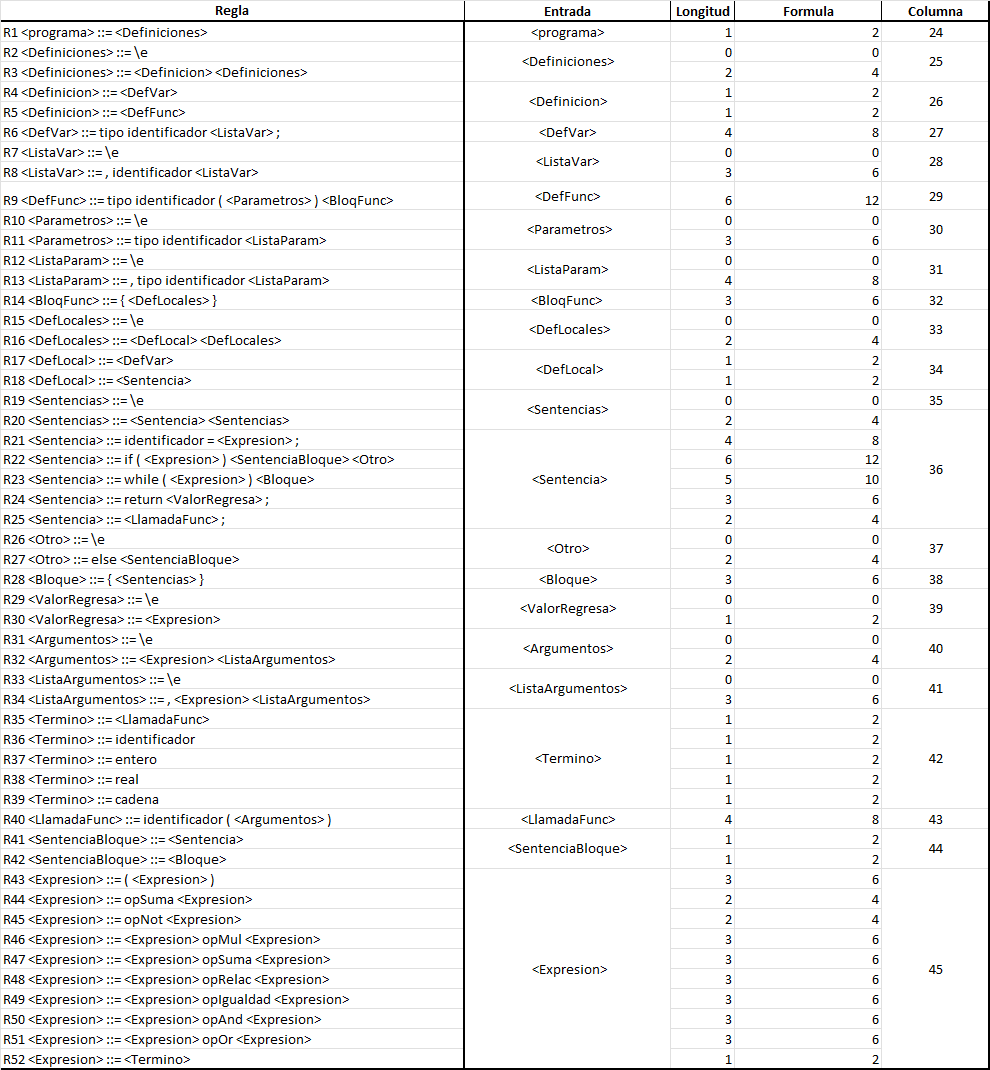 Regla Entrada Longitud Formula Columna
R1 <programa> ::= <Definiciones> <programa> 1 2 24
R2 <Definiciones> ::= \e <Definiciones> 0 0 25
R3 <Definiciones> ::= <Definicion> <Definiciones> 2 4
R4 <Definicion> ::= <DefVar> <Definicion> 1 2 26
R5 <Definicion> ::= <DefFunc> 1 2
R6 <DefVar> ::= tipo identificador <ListaVar> ; <DefVar> 4 8 27
R7 <ListaVar> ::= \e <ListaVar> 0 0 28
R8 <ListaVar> ::= , identificador <ListaVar> 3 6
R9 <DefFunc> ::= tipo identificador ( <Parametros> ) <BloqFunc> <DefFunc> 6 12 29
R10 <Parametros> ::= \e <Parametros> 0 0 30
R11 <Parametros> ::= tipo identificador <ListaParam> 3 6
R12 <ListaParam> ::= \e <ListaParam> 0 0 31
R13 <ListaParam> ::= , tipo identificador <ListaParam> 4 8
R14 <BloqFunc> ::= { <DefLocales> } <BloqFunc> 3 6 32
R15 <DefLocales> ::= \e <DefLocales> 0 0 33
R16 <DefLocales> ::= <DefLocal> <DefLocales> 2 4
R17 <DefLocal> ::= <DefVar> <DefLocal> 1 2 34
R18 <DefLocal> ::= <Sentencia> 1 2
R19 <Sentencias> ::= \e <Sentencias> 0 0 35
R20 <Sentencias> ::= <Sentencia> <Sentencias> 2 4
R21 <Sentencia> ::= identificador = <Expresion> ; 4 8
R22 <Sentencia> ::= if ( <Expresion> ) <SentenciaBloque> <Otro> 6 12
R23 <Sentencia> ::= while ( <Expresion> ) <Bloque> <Sentencia> 5 10 36
R24 <Sentencia> ::= return <ValorRegresa> ; 3 6
R25 <Sentencia> ::= <LlamadaFunc> ; 2 4
R26 <Otro> ::= \e <Otro> 0 0 37
R27 <Otro> ::= else <SentenciaBloque> 2 4
R28 <Bloque> ::= { <Sentencias> } <Bloque> 3 6 38
R29 <ValorRegresa> ::= \e <ValorRegresa> 0 0 39
R30 <ValorRegresa> ::= <Expresion> 1 2
R31 <Argumentos> ::= \e <Argumentos> 0 0 40
R32 <Argumentos> ::= <Expresion> <ListaArgumentos> 2 4
R33 <ListaArgumentos> ::= \e <ListaArgumentos> 0 0 41
R34 <ListaArgumentos> ::= , <Expresion> <ListaArgumentos> 3 6
R35 <Termino> ::= <LlamadaFunc> 1 2
R36 <Termino> ::= identificador 1 2
R37 <Termino> ::= entero <Termino> 1 2 42
R38 <Termino> ::= real 1 2
R39 <Termino> ::= cadena 1 2
R40 <LlamadaFunc> ::= identificador ( <Argumentos> ) <LlamadaFunc> 4 8 43
R41 <SentenciaBloque> ::= <Sentencia> <SentenciaBloque> 1 2 44
R42 <SentenciaBloque> ::= <Bloque> 1 2
R43 <Expresion> ::= ( <Expresion> ) 3 6
R44 <Expresion> ::= opSuma <Expresion> 2 4
R45 <Expresion> ::= opNot <Expresion> 2 4
R46 <Expresion> ::= <Expresion> opMul <Expresion> 3 6
R47 <Expresion> ::= <Expresion> opSuma <Expresion> <Expresion> 3 6 45
R48 <Expresion> ::= <Expresion> opRelac <Expresion> 3 6
R49 <Expresion> ::= <Expresion> opIgualdad <Expresion> 3 6
R50 <Expresion> ::= <Expresion> opAnd <Expresion> 3 6
R51 <Expresion> ::= <Expresion> opOr <Expresion> 3 6
R52 <Expresion> ::= <Termino> 1 2